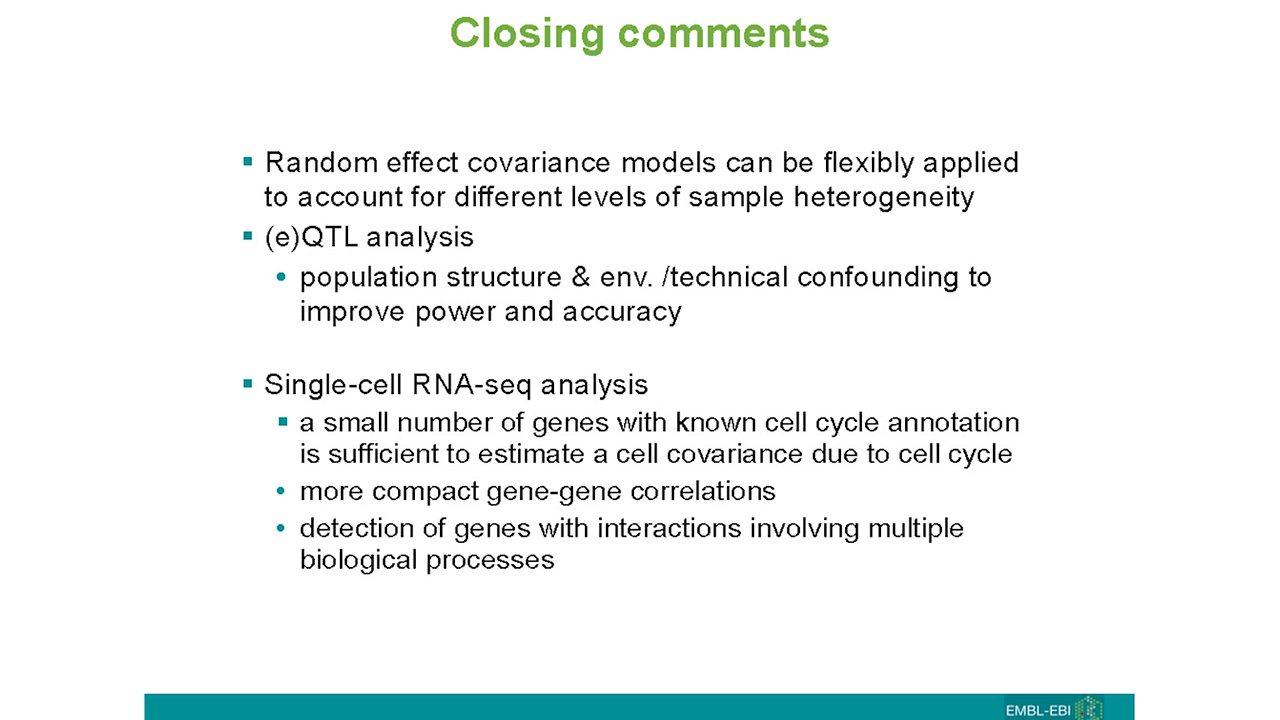 Closing comments
Random effect covariance models can be flexibly applied
to account for different levels of sample heterogeneity
(e)QTL analysis
population structure & env. /technical confounding to
improve power and accuracy
Single-cell RNA-seq analysis
a small number of genes with known cell cycle annotation
is sufficient to estimate a cell covariance due to cell cycle
more compact gene-gene correlations
detection of genes with interactions involving multiple
biological processes
EMBL-EBI